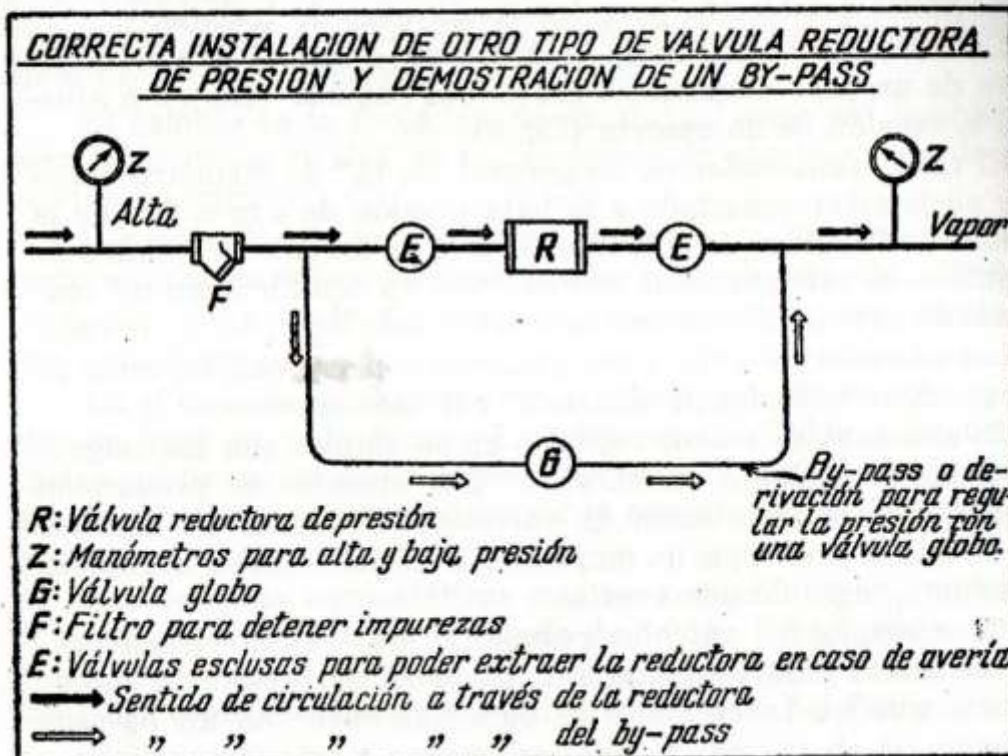 CORRECTA INSTALACION DE OTRO TIPO DE VALVULA REDUCTORA
DE PRESION Y DEMOSTRACION DE UN BY-PASS
Z
Z
Alta
Vapor
E
R
E
F
G
By-pass o de-
rivación para regu
lar la presión con
una válvula globo.
R: Válvula reductora de presión
Z: Manómetros para alta y baja presión
G: Válvula globo
F: Filtro para detener impurezas
E: Válvulas esclusas para poder extraer la reductora en caso de avería
Sentido de circulación a través de la reductora
" " " " " del by-pass